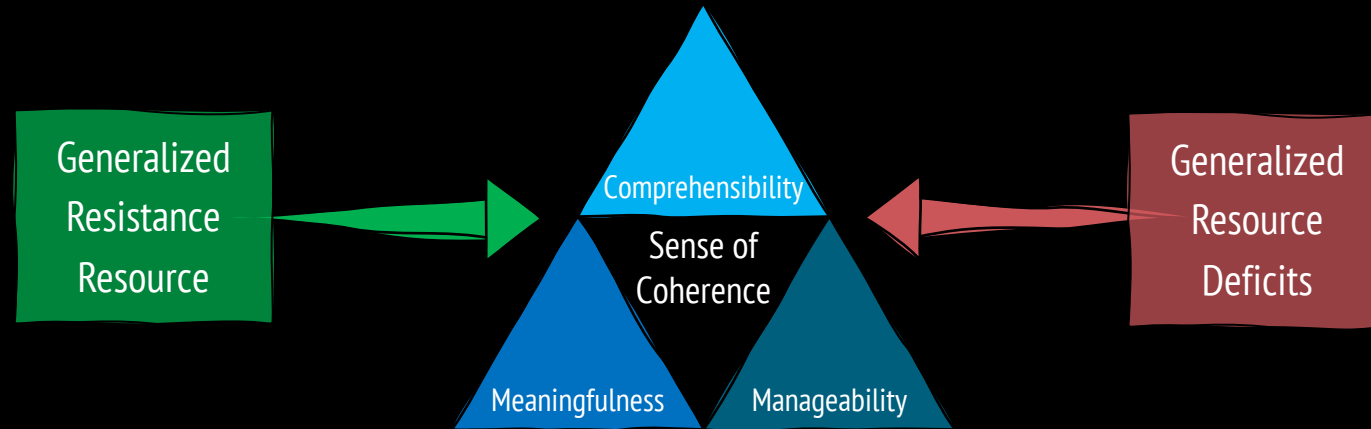 Generalized
Resistance
Resource
Comprehensibility
Sense of
Coherence
Meaningfulness
Manageability
Generalized
Resource
Deficits